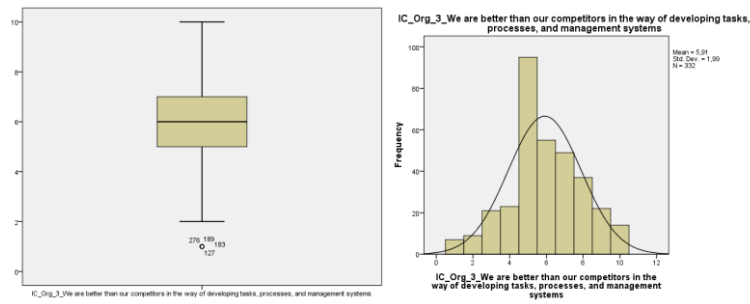 10
8
6
4
2
0
276 189
183
127
IC_Org_3_We are better than our competitors in the way of developing tasks, processes, and management systems
IC_Org_3_We are better than our competitors in the way of developing tasks,
processes, and management systems
Mean = 5,91
Std. Dev. = 1,99
N = 332
Frequency
100
80
60
40
20
0
0 2 4 6 8 10 12
IC_Org_3_We are better than our competitors in the
way of developing tasks, processes, and management
systems